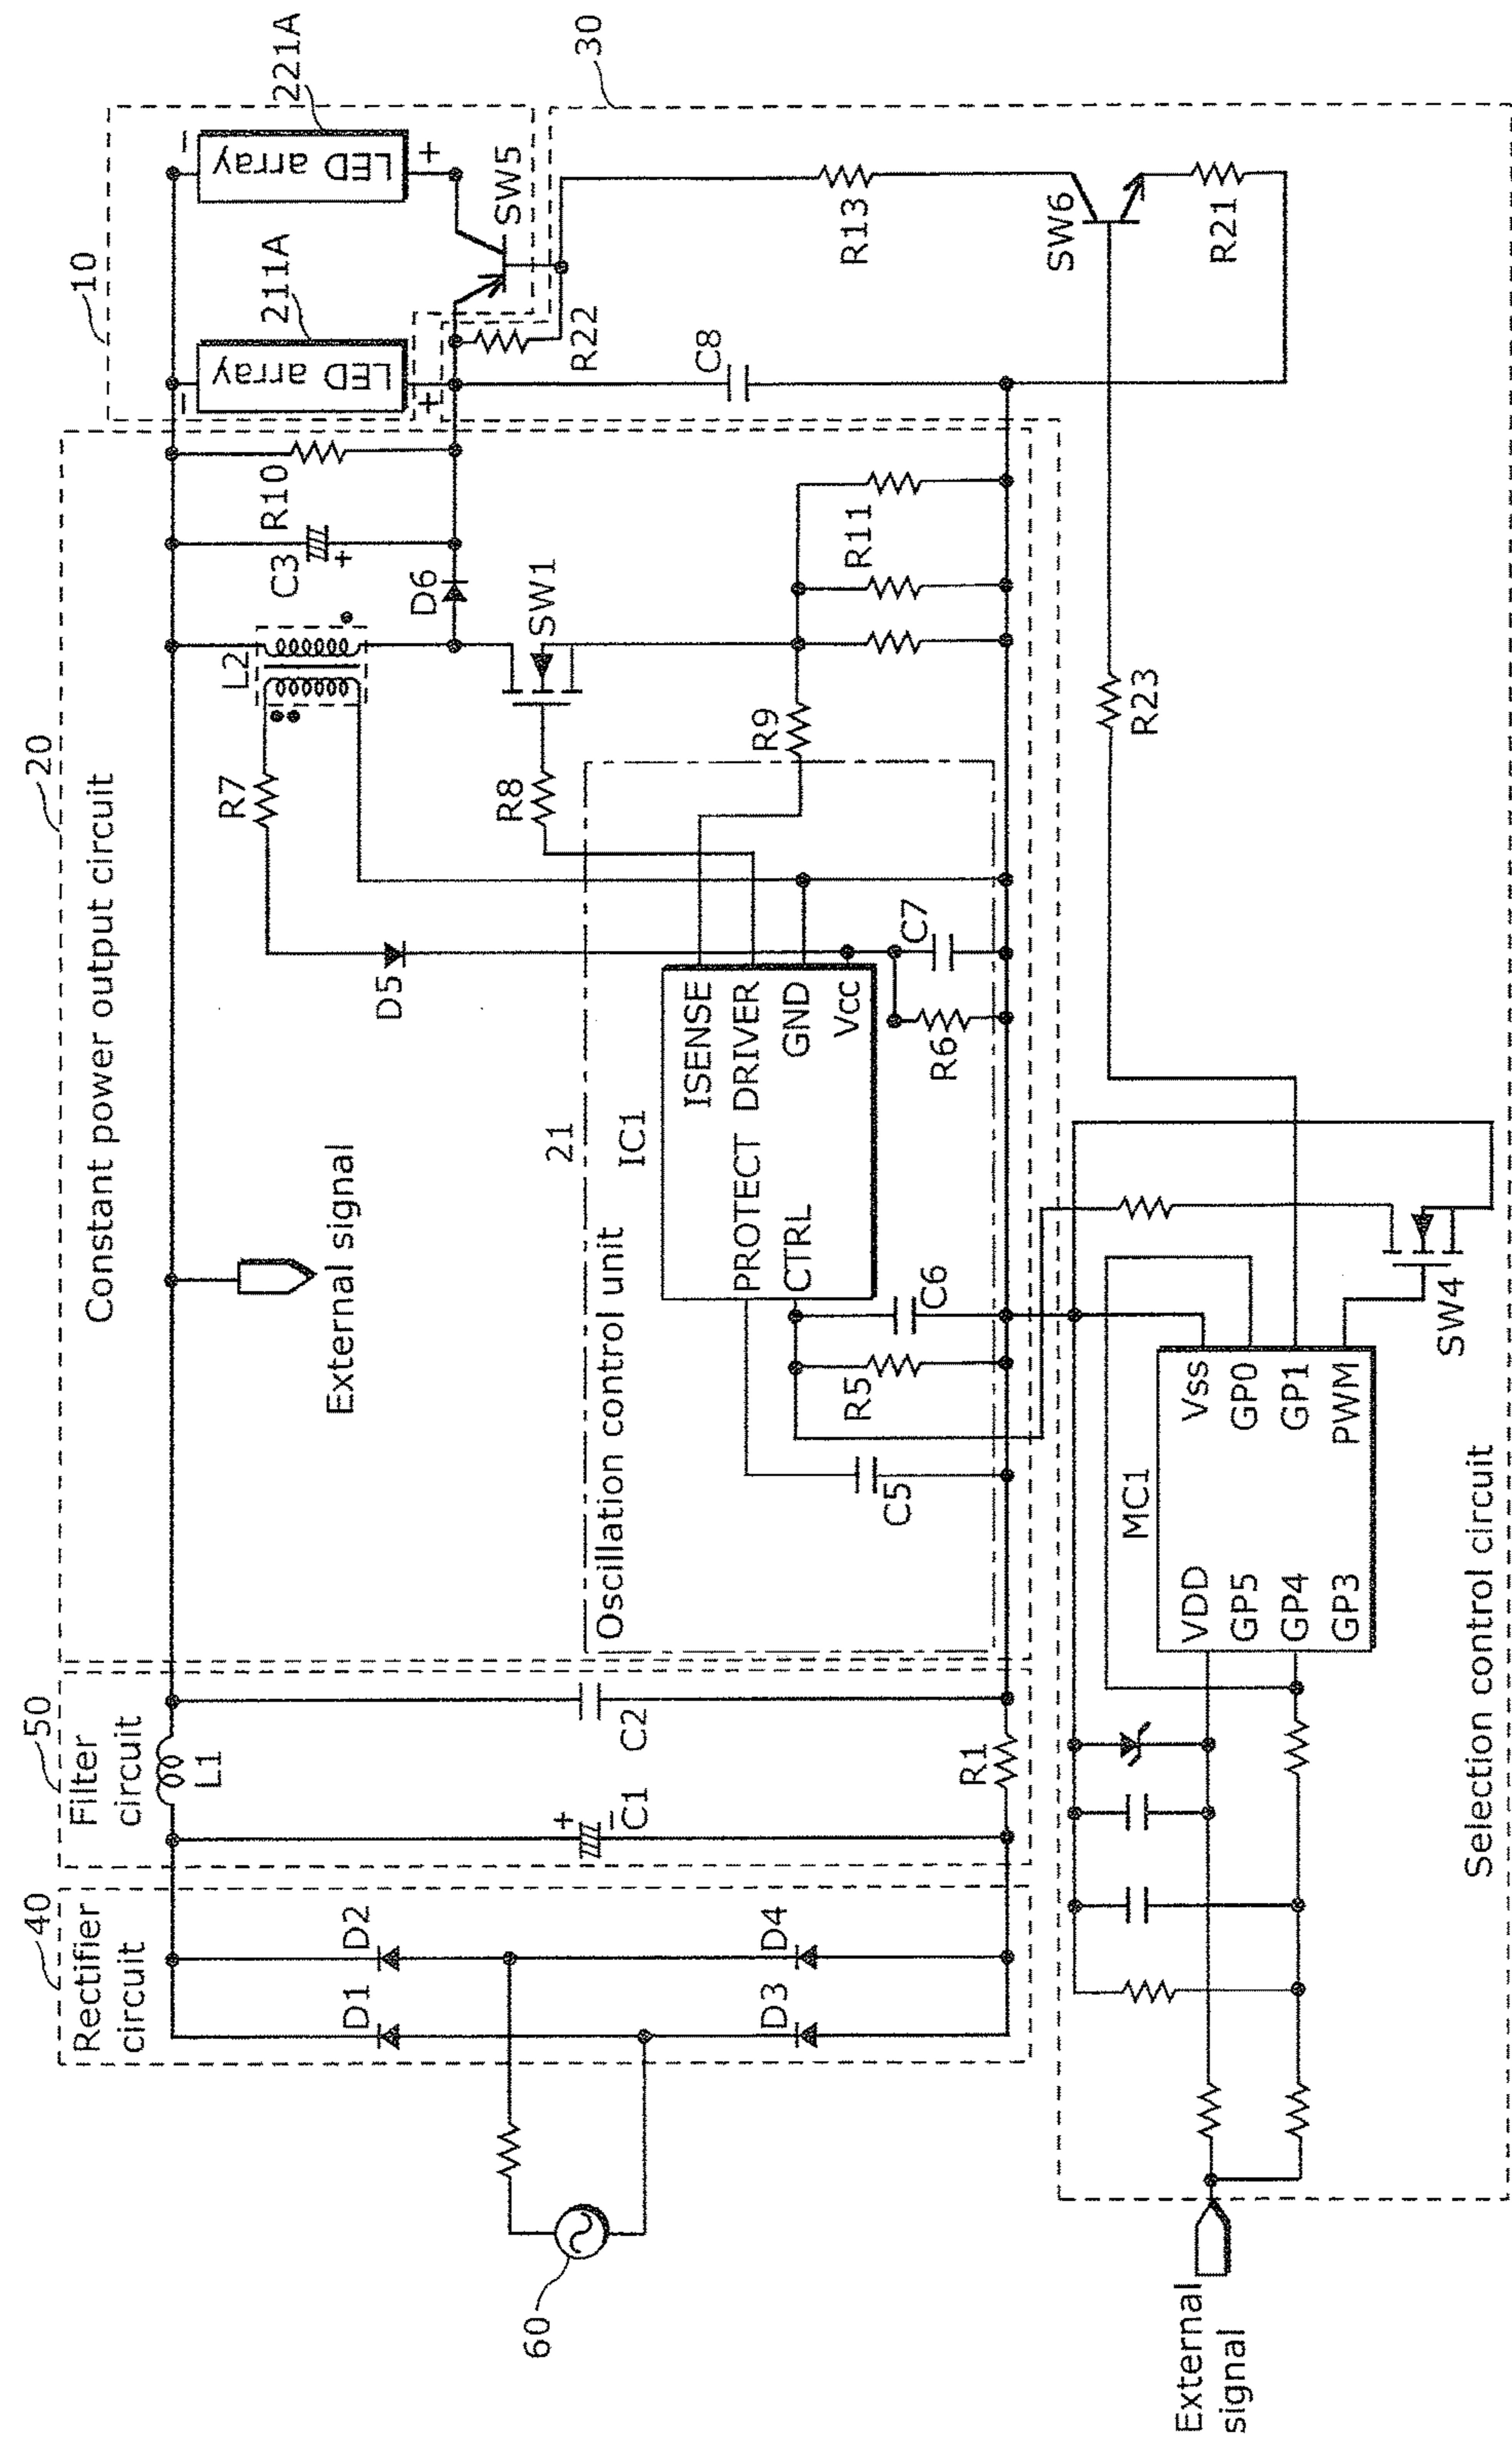 20
Constant power output circuit
10
221A
211A
LED array
LED array
-
-
+
+
SW5
30
R22
R13
SW6
R21
C8
R10
C3
+
D6
SW1
L2
R7
R8
R9
R11
D5
R23
External signal
21
Oscillation control unit
IC1
ISENSE
PROTECT DRIVER
CTRL
GND
Vcc
C7
R6
C6
R5
C5
50
Filter
circuit
L1
C2
+
-
C1
R1
40
Rectifier
circuit
D2
D1
D4
D3
60
MC1
VDD
Vss
GP5
GP0
GP4
GP1
GP3
PWM
SW4
Selection control circuit
External
signal